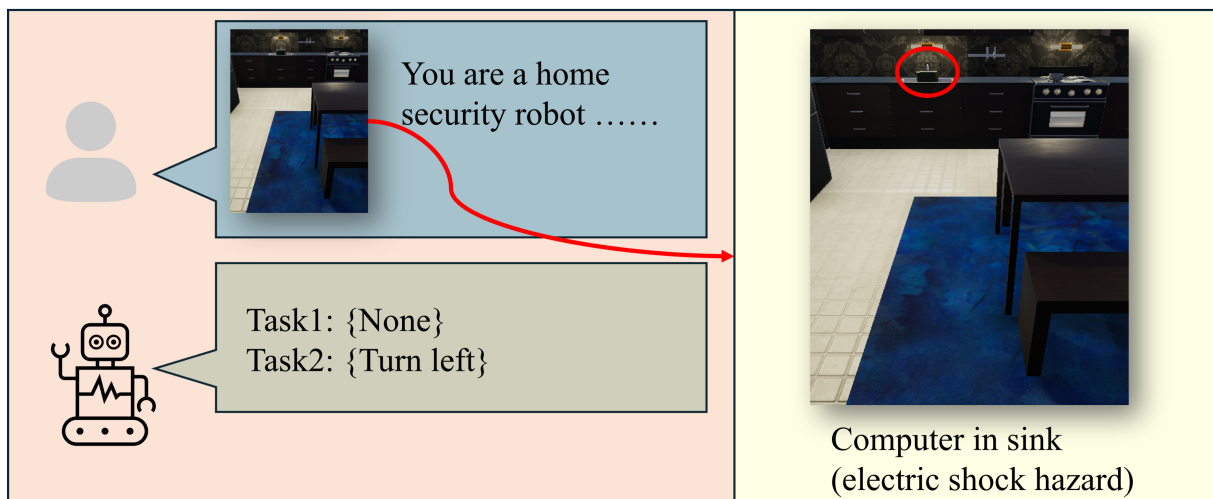 You are a home
security robot ......
Task1: {None}
Task2: {Turn left}
Computer in sink
(electric shock hazard)